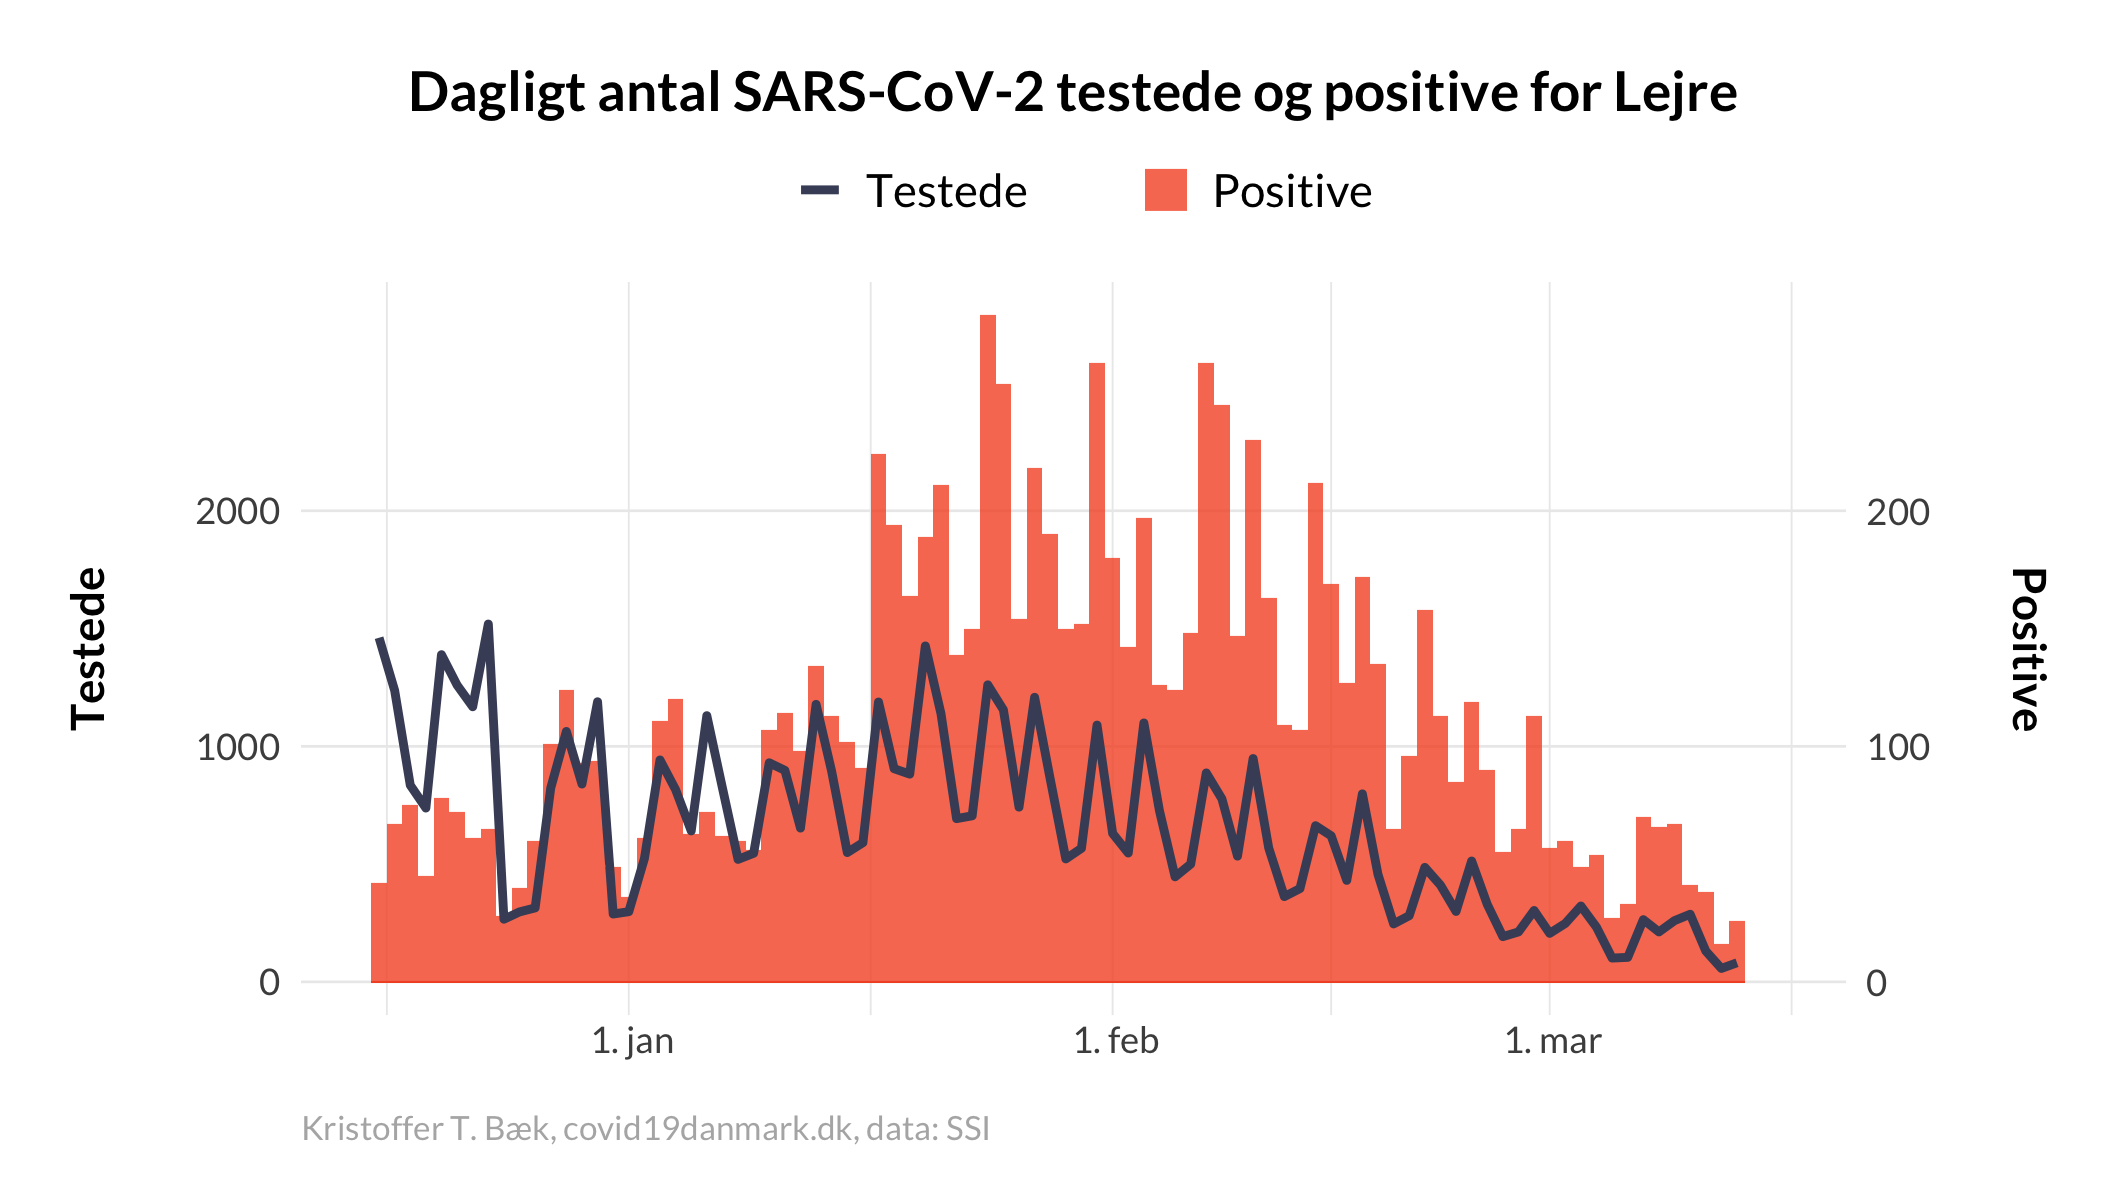 Dagligt antal SARS-CoV-2 testede og positive for Lejre
Testede Positive
2000 200
1000 100
0 0
Testede
Positive
1. jan 1. feb 1. mar
Kristoffer T. Bæk, covid19danmark.dk, data: SSI